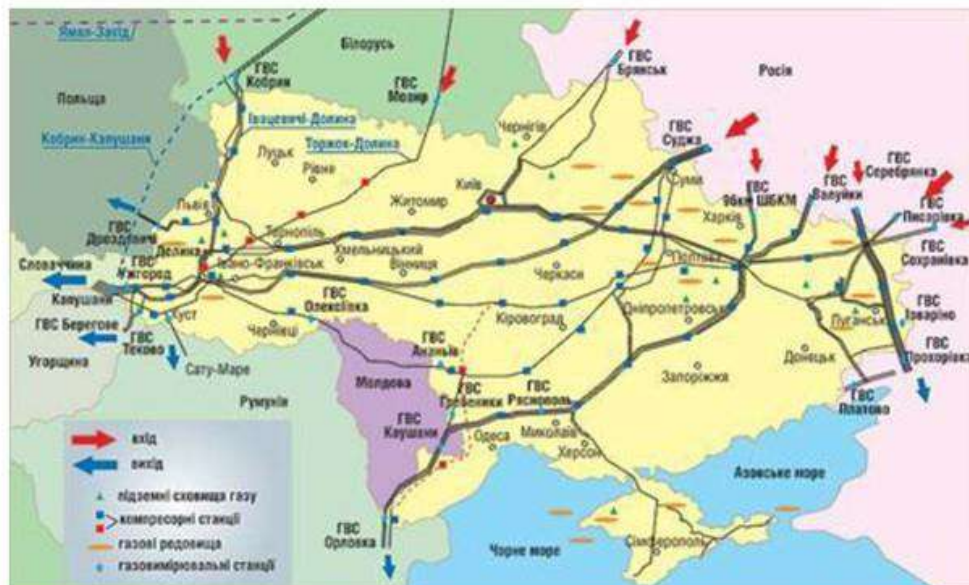 Ямал-Захід
Білорусь
ГВС
Кобрин
ГВС
Мозир
ГВС
Брянськ
Росія
Польща
Кобрин-Капушани
Івацевичі-Долина
Торжок-Долина
Чернігів
ГВС
Суджа
Луцьк
Рівне
Київ
Суми
ГВС
96км ШБКМ
ГВС
Валуйки
ГВС
Серебрянка
ГВС
Писарівка
Львів
Житомир
Харків
ГВС
Дроздовичі
Долина
Тернопіль
Хмельницький
Вінниця
Полтава
ГВС
Сохранівка
Словаччина
ГВС
Ужгород
Івано-Франківськ
Черкаси
Капушани
Хуст
ГВС
Олексіївка
Кіровоград
Дніпропетровськ
Луганськ
ГВС
Ізваріно
ГВС Берегове
ГВС
Теково
Чернівці
ГВС
Ананьїв
Донецьк
ГВС
Прохорівка
Угорщина
Сату-Маре
Молдова
Запоріжжя
Румунія
ГВС
Гребеники
ГВС
Платово
ГВС
Каушани
Одеса
Миколаїв
Херсон
Азовське море
вхід
вихід
підземні сховища газу
компресорні станції
газові родовища
газовимірювальні станції
ГВС
Орловка
Чорне море
Сімферополь